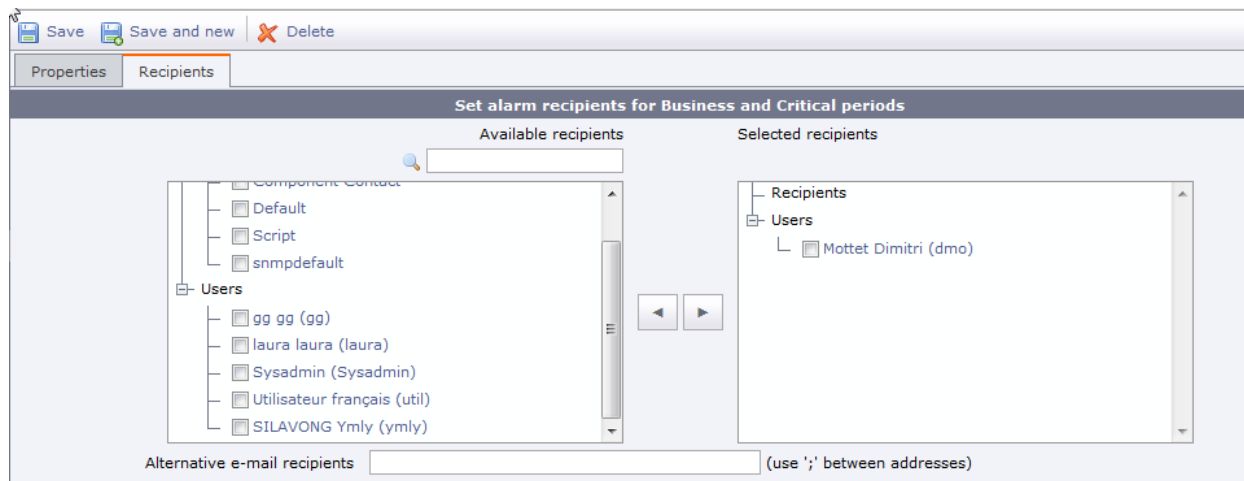 Save Save and new Delete
Properties Recipients
Set alarm recipients for Business and Critical periods
Available recipients
Component Contact
Default
Script
snmpdefault
Users
gg gg (gg)
laura laura (laura)
Sysadmin (Sysadmin)
Utilisateur français (util)
SILAVONG Ymly (ymly)
Selected recipients
Recipients
Users
Mottet Dimitri (dmo)
Alternative e-mail recipients (use ';' between addresses)